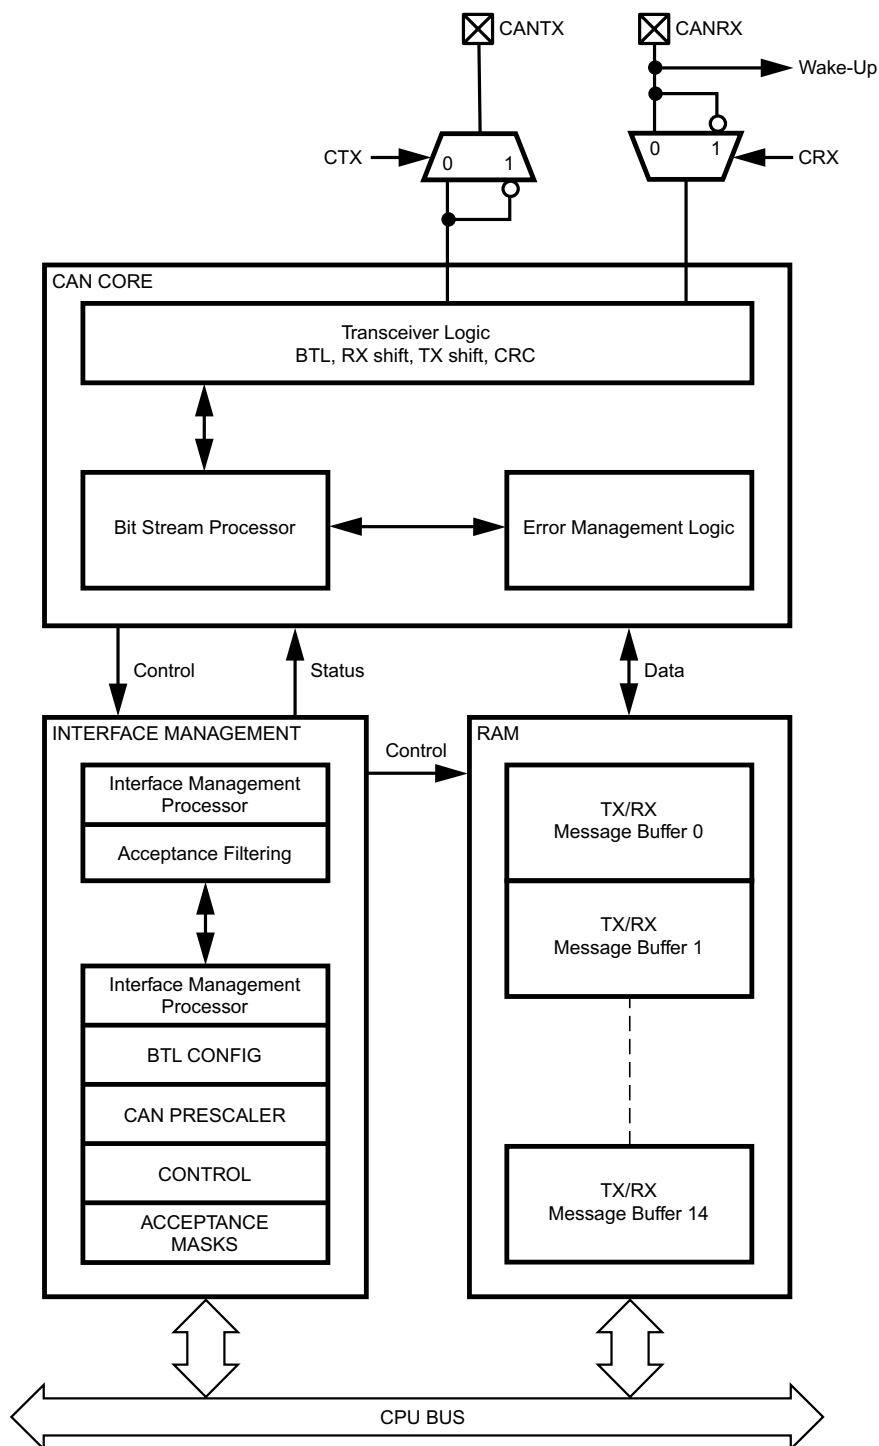 CANTX
CANRX
Wake-Up
CTX
0 1
0 1
CRX
CAN CORE
Transceiver Logic
BTL, RX shift, TX shift, CRC
Bit Stream Processor
Error Management Logic
Control
Status
Data
INTERFACE MANAGEMENT
Interface Management
Processor
Acceptance Filtering
Interface Management
Processor
BTL CONFIG
CAN PRESCALER
CONTROL
ACCEPTANCE
MASKS
Control
RAM
TX/RX
Message Buffer 0
TX/RX
Message Buffer 1
TX/RX
Message Buffer 14
CPU BUS